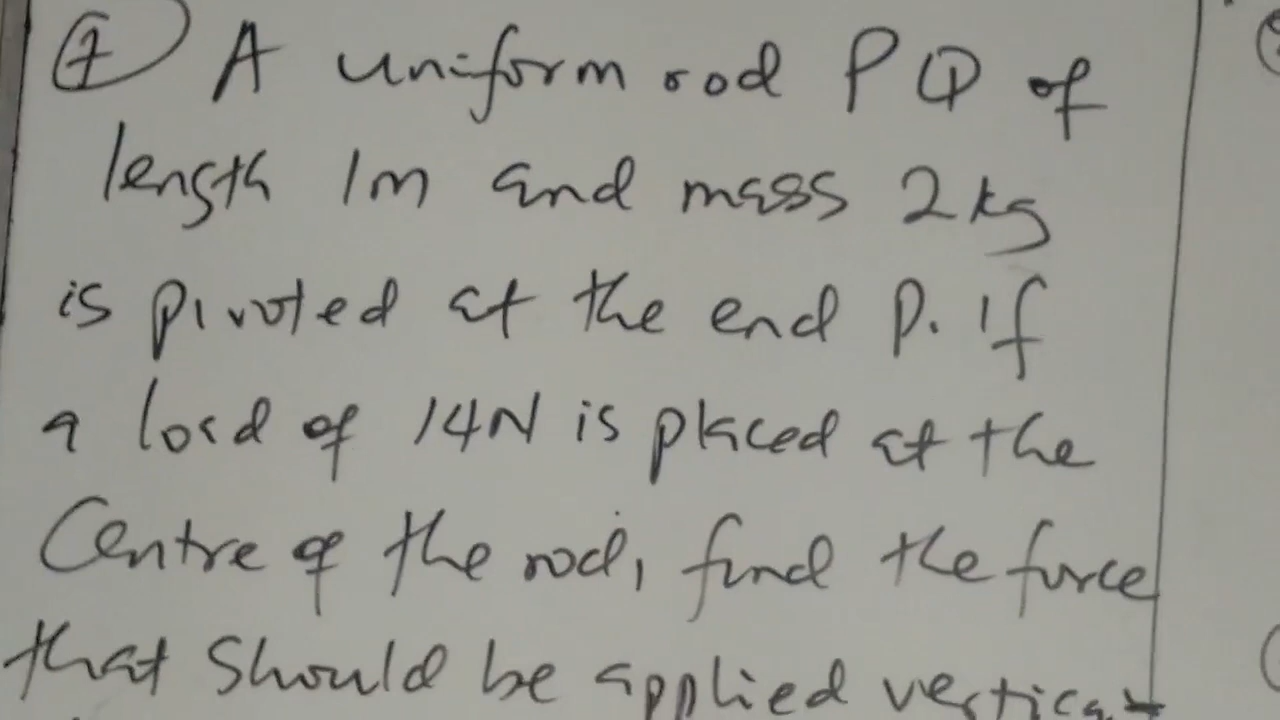 7 A uniform rod PQ of
length 1m and mass 2kg
is pivoted at the end P. If
a load of 14N is placed at the
Centre of the rod, find the force
that should be applied